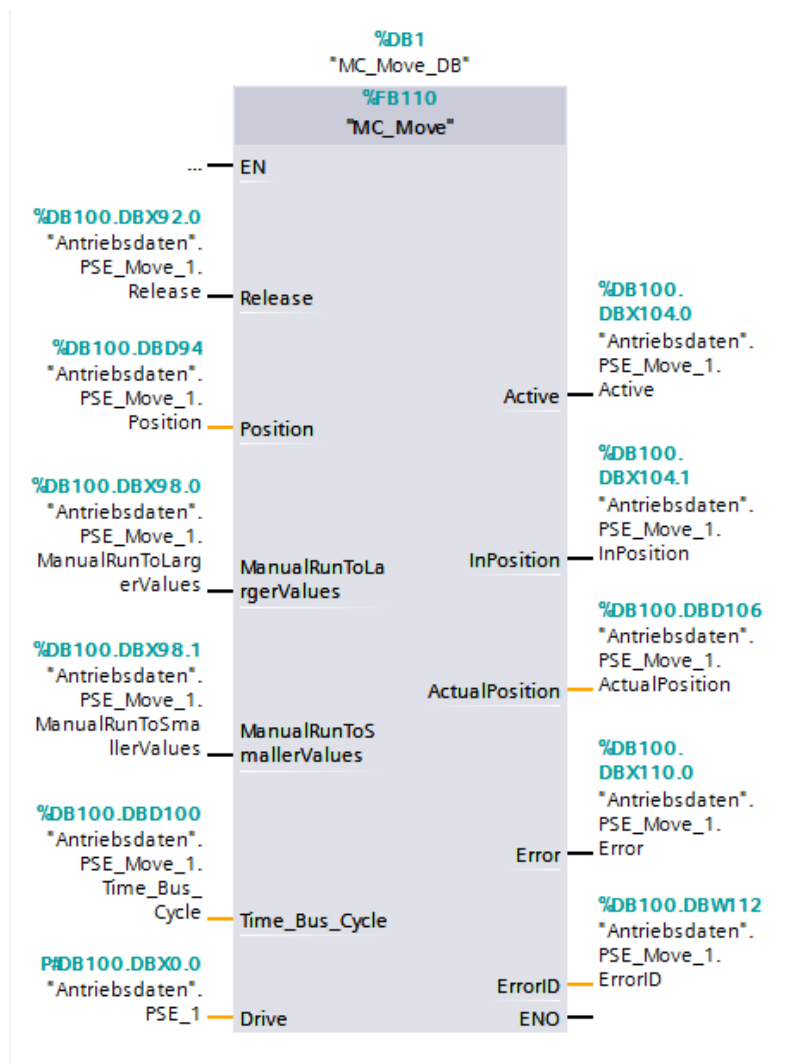 %DB1
"MC_Move_DB"
%FB110
"MC_Move"
...
EN
%DB100.DBX92.0
"Antriebsdaten".
PSE_Move_1.
Release
Release
%DB100.DBD94
"Antriebsdaten".
PSE_Move_1.
Position
Position
%DB100.DBX98.0
"Antriebsdaten".
PSE_Move_1.
ManualRunToLarg
erValues
ManualRunToLa
rgerValues
%DB100.DBX98.1
"Antriebsdaten".
PSE_Move_1.
ManualRunToSma
llerValues
ManualRunToS
mallerValues
%DB100.DBD100
"Antriebsdaten".
PSE_Move_1.
Time_Bus_
Cycle
Time_Bus_Cycle
P#DB100.DBX0.0
"Antriebsdaten".
PSE_1
Drive
%DB100.
DBX104.0
"Antriebsdaten".
PSE_Move_1.
Active
Active
%DB100.
DBX104.1
"Antriebsdaten".
PSE_Move_1.
InPosition
InPosition
%DB100.DBD106
"Antriebsdaten".
PSE_Move_1.
ActualPosition
ActualPosition
%DB100.
DBX110.0
"Antriebsdaten".
PSE_Move_1.
Error
Error
%DB100.DBW112
"Antriebsdaten".
PSE_Move_1.
ErrorID
ErrorID
ENO